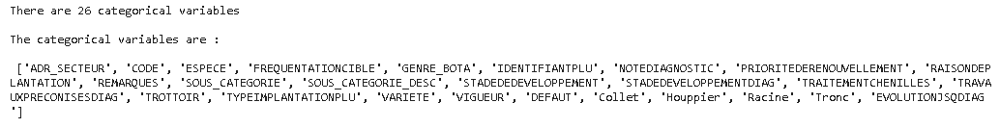 There are 26 categorical variables
The categorical variables are :
['ADR_SECTEUR', 'CODE', 'ESPECE', 'FREQUENTATIONCIBLE', 'GENRE_BOTA', 'IDENTIFIANTPLU', 'NOTEDIAGNOSTIC', 'PRIORITEDERENOUVELLEMENT', 'RAISONDEP
LANTATION', 'REMARQUES', 'SOUS_CATEGORIE', 'SOUS_CATEGORIE_DESC', 'STADEDEDEVELOPPEMENT', 'STADEDEVELOPPEMENTDIAG', 'TRAITEMENTCHENILLES', 'TRAVA
UXPRECONISESDIAG', 'TROTTOIR', 'TYPEIMPLANTATIONPLU', 'VARIETE', 'VIGUEUR', 'DEFAUT', 'Collet', 'Houppier', 'Racine', 'Tronc', 'EVOLUTIONJSQDIAG
']